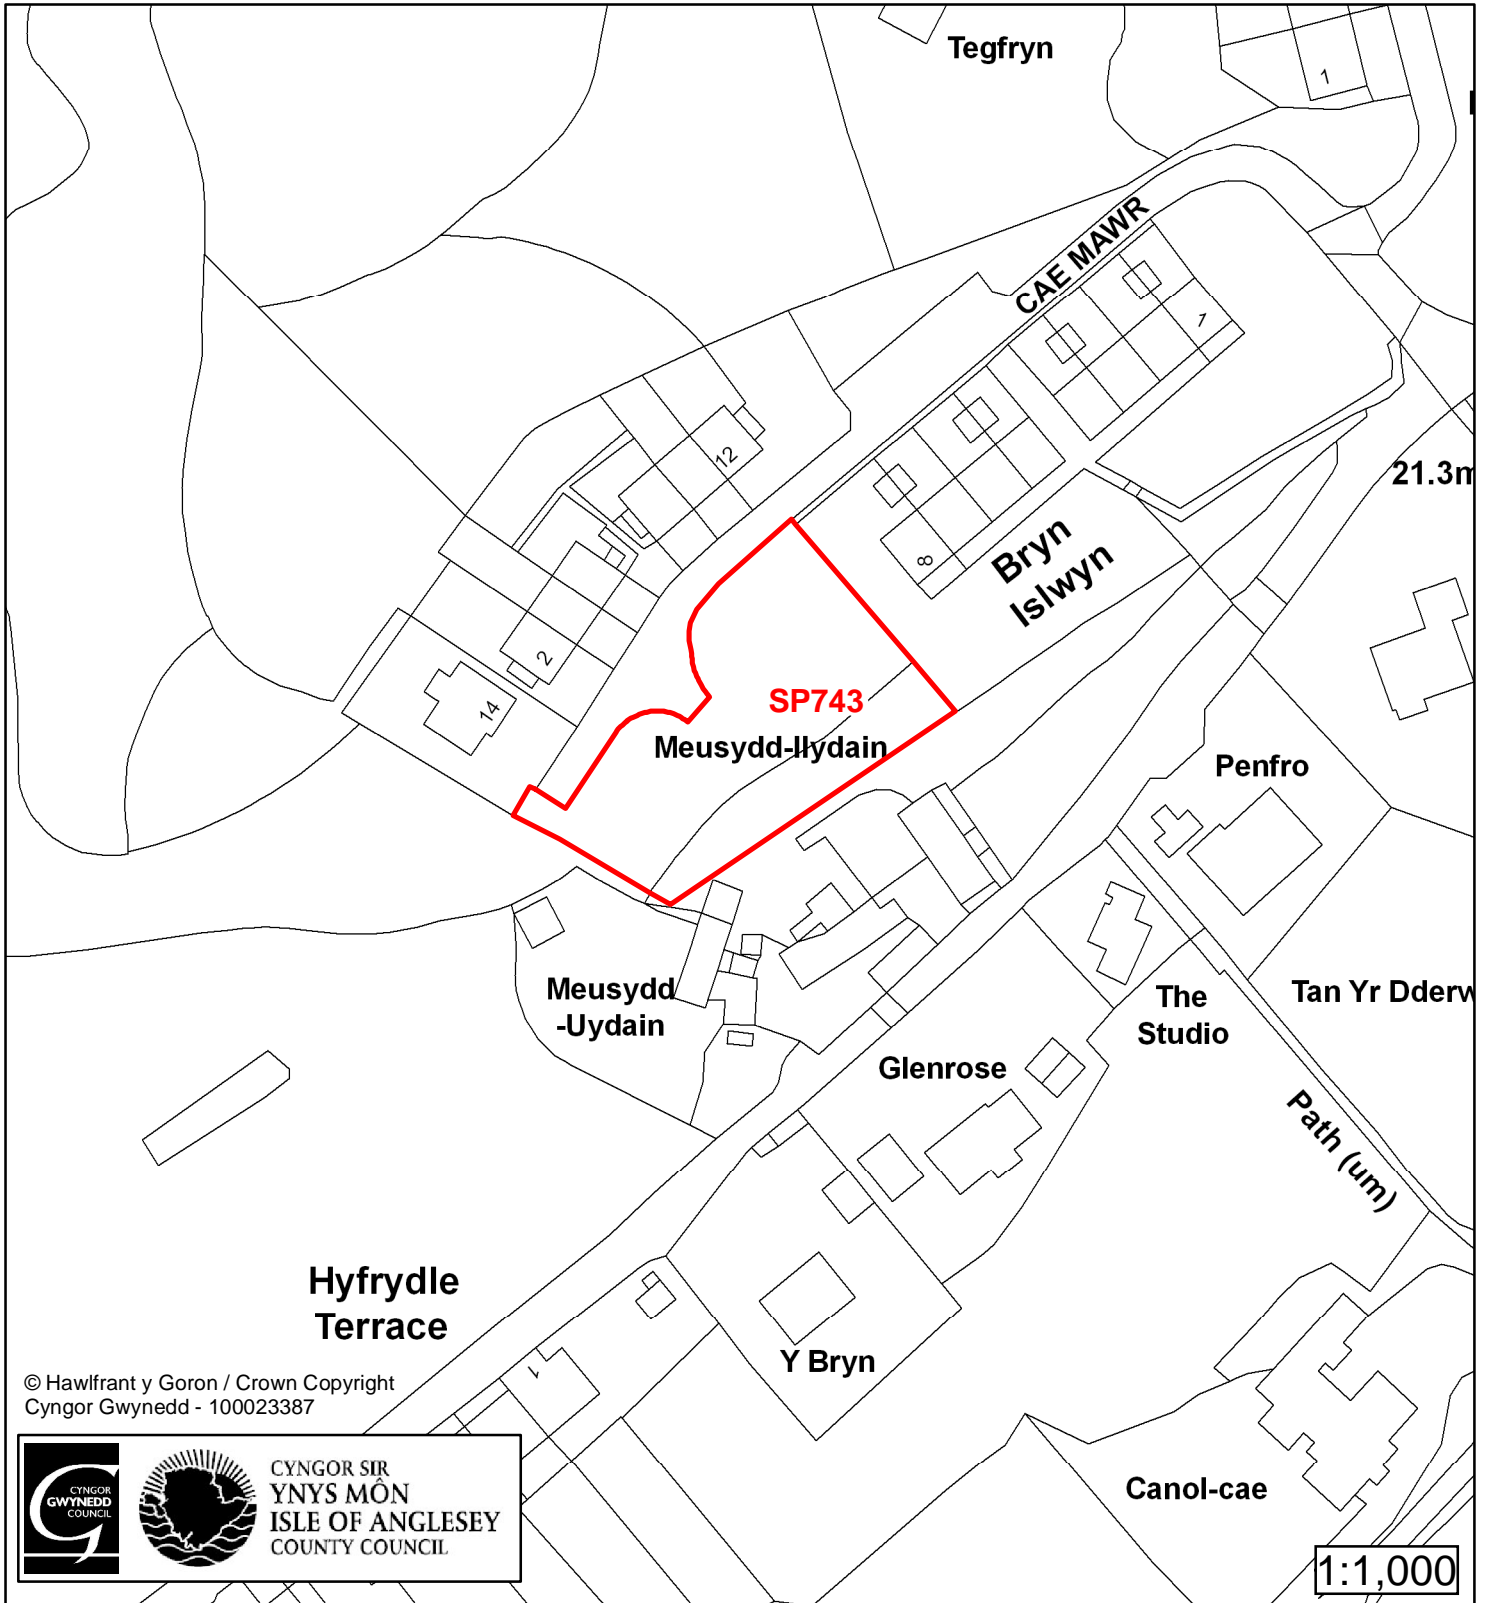 Tegfryn
1
CAE MAWR
1
12
21.3m
Bryn
Islwyn
8
2
14
SP743
Meusydd-llydain
Penfro
Meusydd
-Uydain
The
Studio
Tan Yr Dderw
Glenrose
Path (um)
Hyfrydle
Terrace
1
Y Bryn
© Hawlfrant y Goron / Crown Copyright
Cyngor Gwynedd - 100023387
CYNGOR
GWYNEDD
COUNCIL
CYNGOR SIR
YNYS MÔN
ISLE OF ANGLESEY
COUNTY COUNCIL
Canol-cae
1:1,000